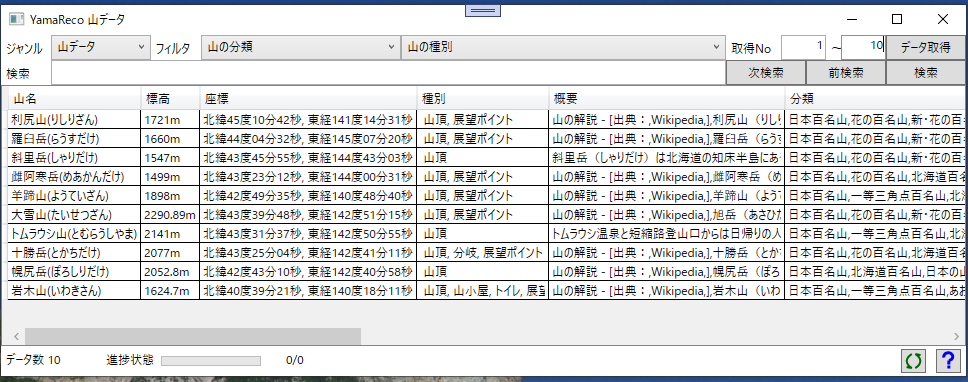 YamaReco 山データ
ジャンル 山データ フィルタ 山の分類 山の種別 取得No 1 ～ 10 データ取得
検索 次検索 前検索 検索
山名 標高 座標 種別 概要 分類
利尻山(りしりざん) 1721m 北緯45度10分42秒, 東経141度14分31秒 山頂, 展望ポイント 山の解説 - [出典：,Wikipedia,],利尻山（りしり 日本百名山,花の百名山,新・花の百
羅臼岳(らうすだけ) 1660m 北緯44度04分32秒, 東経145度07分20秒 山頂, 展望ポイント 山の解説 - [出典：,Wikipedia,],羅臼岳（らうす 日本百名山,花の百名山,新・花の百
斜里岳(しゃりだけ) 1547m 北緯43度45分55秒, 東経144度43分03秒 山頂 斜里岳（しゃりだけ）は北海道の知床半島にあ 日本百名山,花の百名山,新・花の百
雌阿寒岳(めあかんだけ) 1499m 北緯43度23分12秒, 東経144度00分31秒 山頂, 展望ポイント 山の解説 - [出典：,Wikipedia,],雌阿寒岳（め 日本百名山,花の百名山,北海道百
羊蹄山(ようていざん) 1898m 北緯42度49分35秒, 東経140度48分40秒 山頂, 展望ポイント 山の解説 - [出典：,Wikipedia,],羊蹄山（よう 日本百名山,一等三角点百名山,北海
大雪山(たいせつざん) 2290.89m 北緯43度39分48秒, 東経142度51分15秒 山頂, 展望ポイント 山の解説 - [出典：,Wikipedia,],旭岳（あさひた 日本百名山,花の百名山,新・花の百
トムラウシ山(とむらうしやま) 2141m 北緯43度31分37秒, 東経142度50分55秒 山頂 トムラウシ温泉と短縮路登山口からは日帰りの人 日本百名山,花の百名山,新・花の百
十勝岳(とかちだけ) 2077m 北緯43度25分04秒, 東経142度41分11秒 山頂, 分岐, 展望ポイント 山の解説 - [出典：,Wikipedia,],十勝岳（とか 日本百名山,花の百名山,北海道百
幌尻岳(ぽろしりだけ) 2052.8m 北緯42度43分10秒, 東経142度40分58秒 山頂 山の解説 - [出典：,Wikipedia,],幌尻岳（ぽろ 日本百名山,北海道百名山,日本の山
岩木山(いわきさん) 1624.7m 北緯40度39分21秒, 東経140度18分11秒 山頂, 山小屋, トイレ, 展望 山の解説 - [出典：,Wikipedia,],岩木山（いわ 日本百名山,一等三角点百名山,あお
データ数 10 進捗状態 0/0 ?